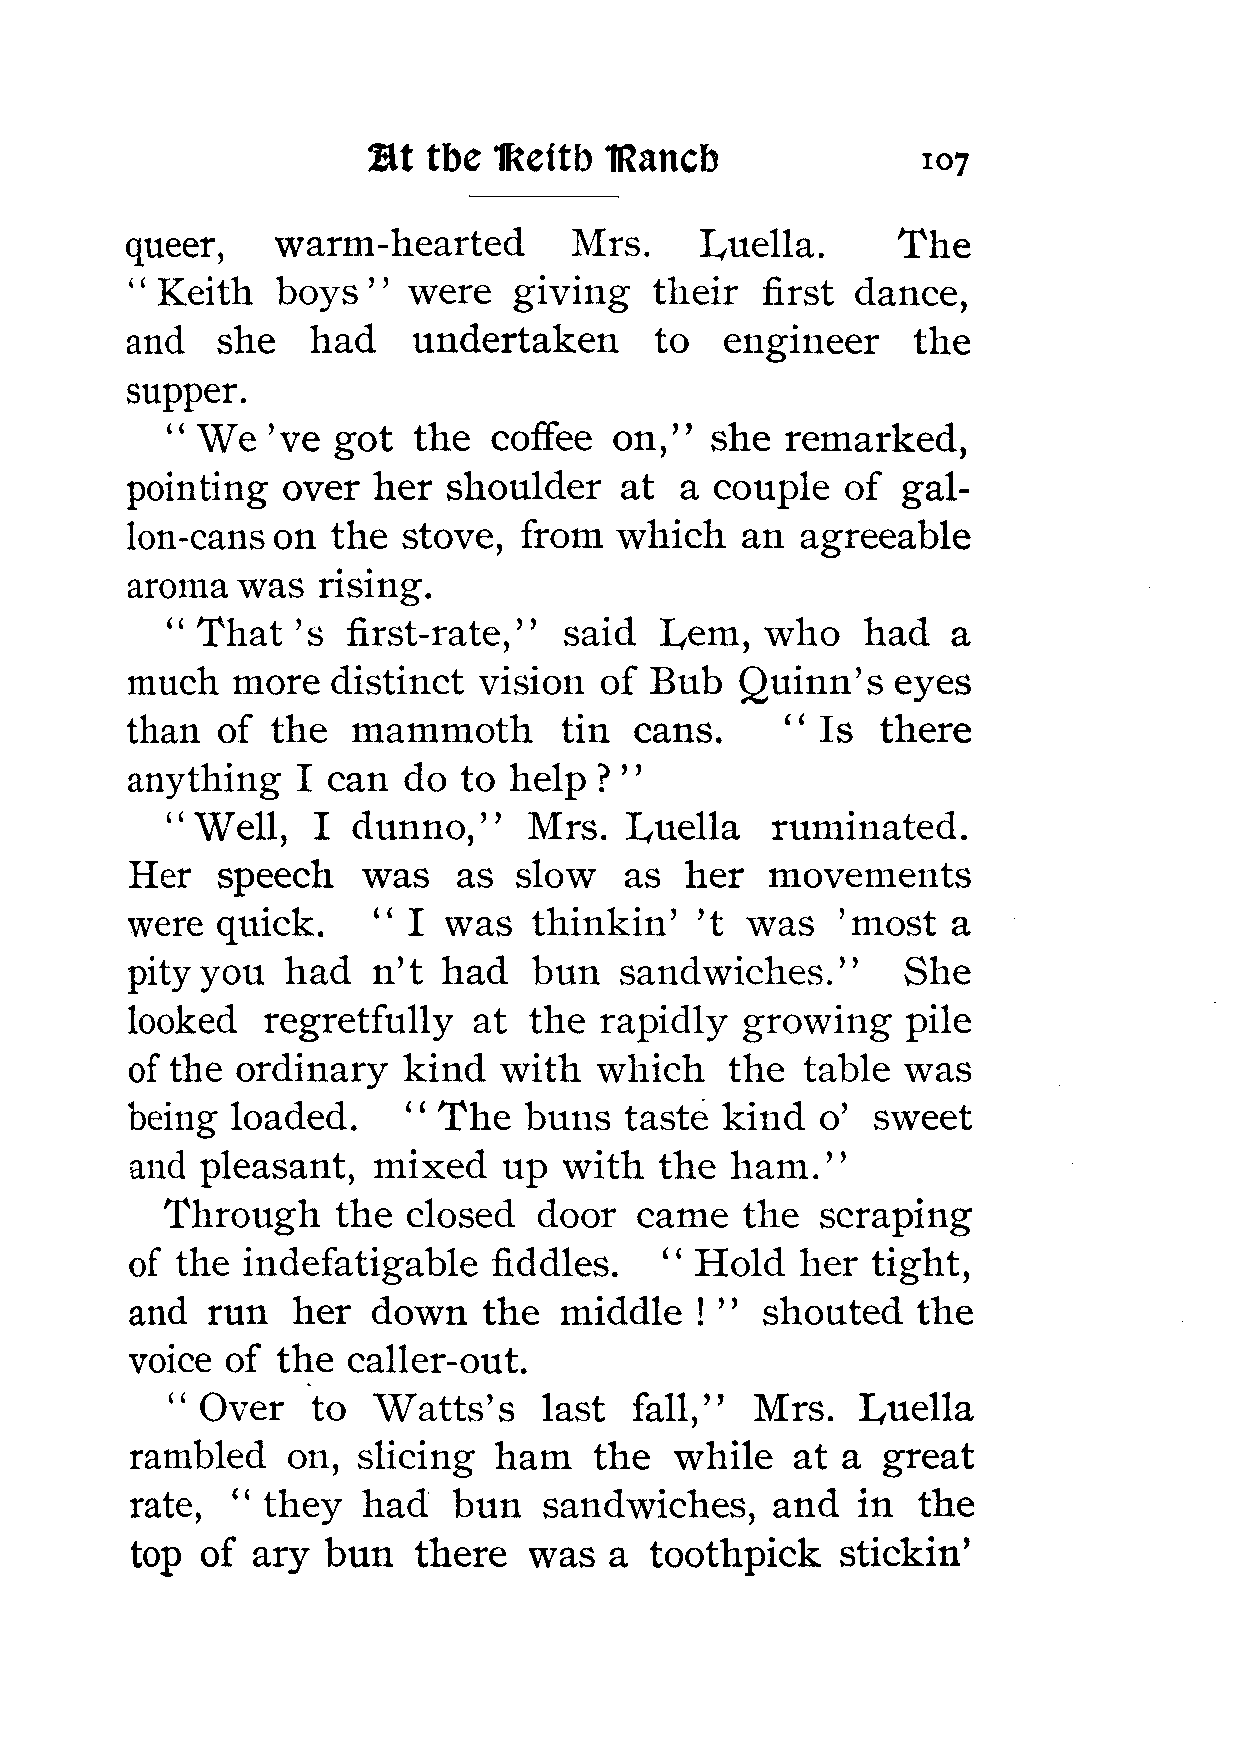 At the Keith Ranch 107
queer, warm-hearted Mrs. Luella. The
“Keith boys” were giving their first dance,
and she had undertaken to engineer the
supper.
“We 've got the coffee on,” she remarked,
pointing over her shoulder at a couple of gal-
lon-cans on the stove, from which an agreeable
aroma was rising.
“That 's first-rate,” said Lem, who had a
much more distinct vision of Bub Quinn's eyes
than of the mammoth tin cans. “Is there
anything I can do to help?”
“Well, I dunno,” Mrs. Luella ruminated.
Her speech was as slow as her movements
were quick. “I was thinkin' 't was 'most a
pity you had n't had bun sandwiches.” She
looked regretfully at the rapidly growing pile
of the ordinary kind with which the table was
being loaded. “The buns taste kind o' sweet
and pleasant, mixed up with the ham.”
Through the closed door came the scraping
of the indefatigable fiddles. “Hold her tight,
and run her down the middle!” shouted the
voice of the caller-out.
“Over to Watts's last fall,” Mrs. Luella
rambled on, slicing ham the while at a great
rate, “they had bun sandwiches, and in the
top of ary bun there was a toothpick stickin'